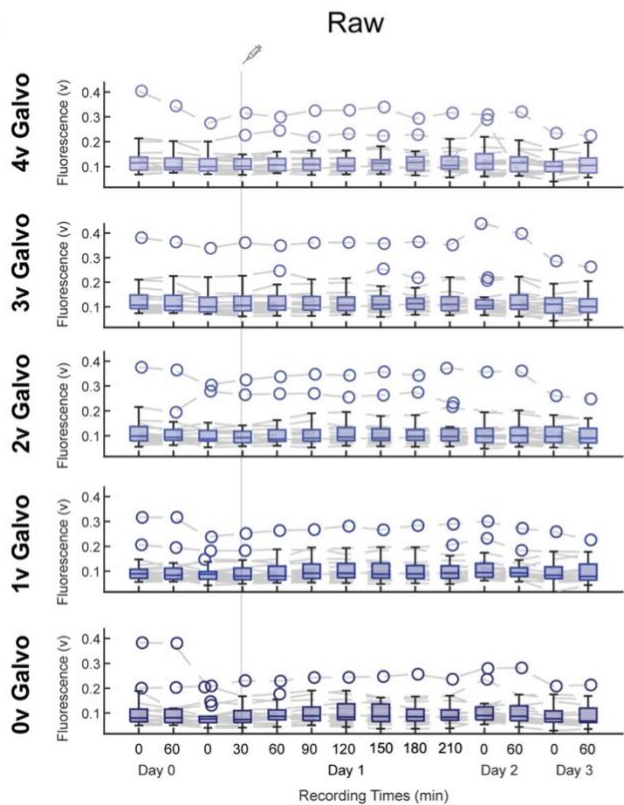 Raw
4v Galvo
Fluorescence (v)
0.4
0.3
0.2
0.1
3v Galvo
Fluorescence (v)
0.4
0.3
0.2
0.1
2v Galvo
Fluorescence (v)
0.4
0.3
0.2
0.1
1v Galvo
Fluorescence (v)
0.4
0.3
0.2
0.1
0v Galvo
Fluorescence (v)
0.4
0.3
0.2
0.1
0 60 0 30 60 90 120 150 180 210 0 60 0 60
Day 0 Day 1 Day 2 Day 3
Recording Times (min)